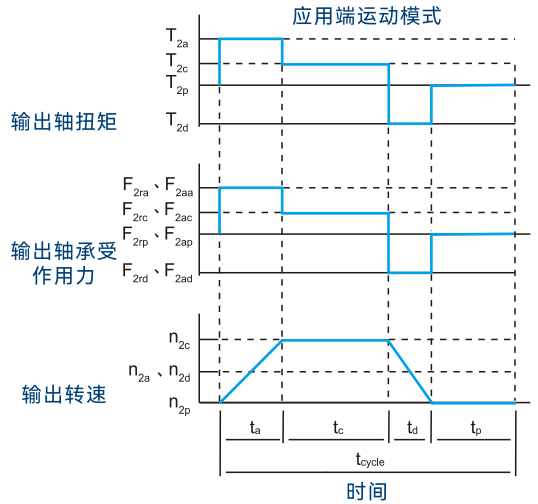 应用端运动模式
T2a
T2c
T2p
T2d
输出轴扭矩
F2ra、F2aa
F2rc、F2ac
F2rp、F2ap
F2rd、F2ad
输出轴承受
作用力
n2c
n2a、n2d
n2p
输出转速
ta tc td tp
tcycle
时间